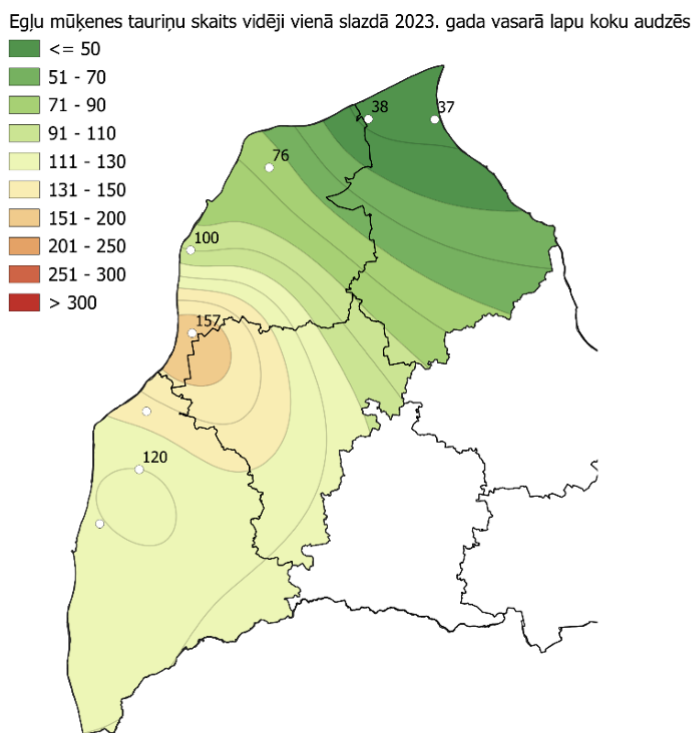 Egļu mūķenes tauriņu skaits vidēji vienā slazdā 2023. gada vasarā lapu koku audzēs
<= 50
51 - 70
71 - 90
91 - 110
111 - 130
131 - 150
151 - 200
201 - 250
251 - 300
> 300
38
37
76
100
157
120